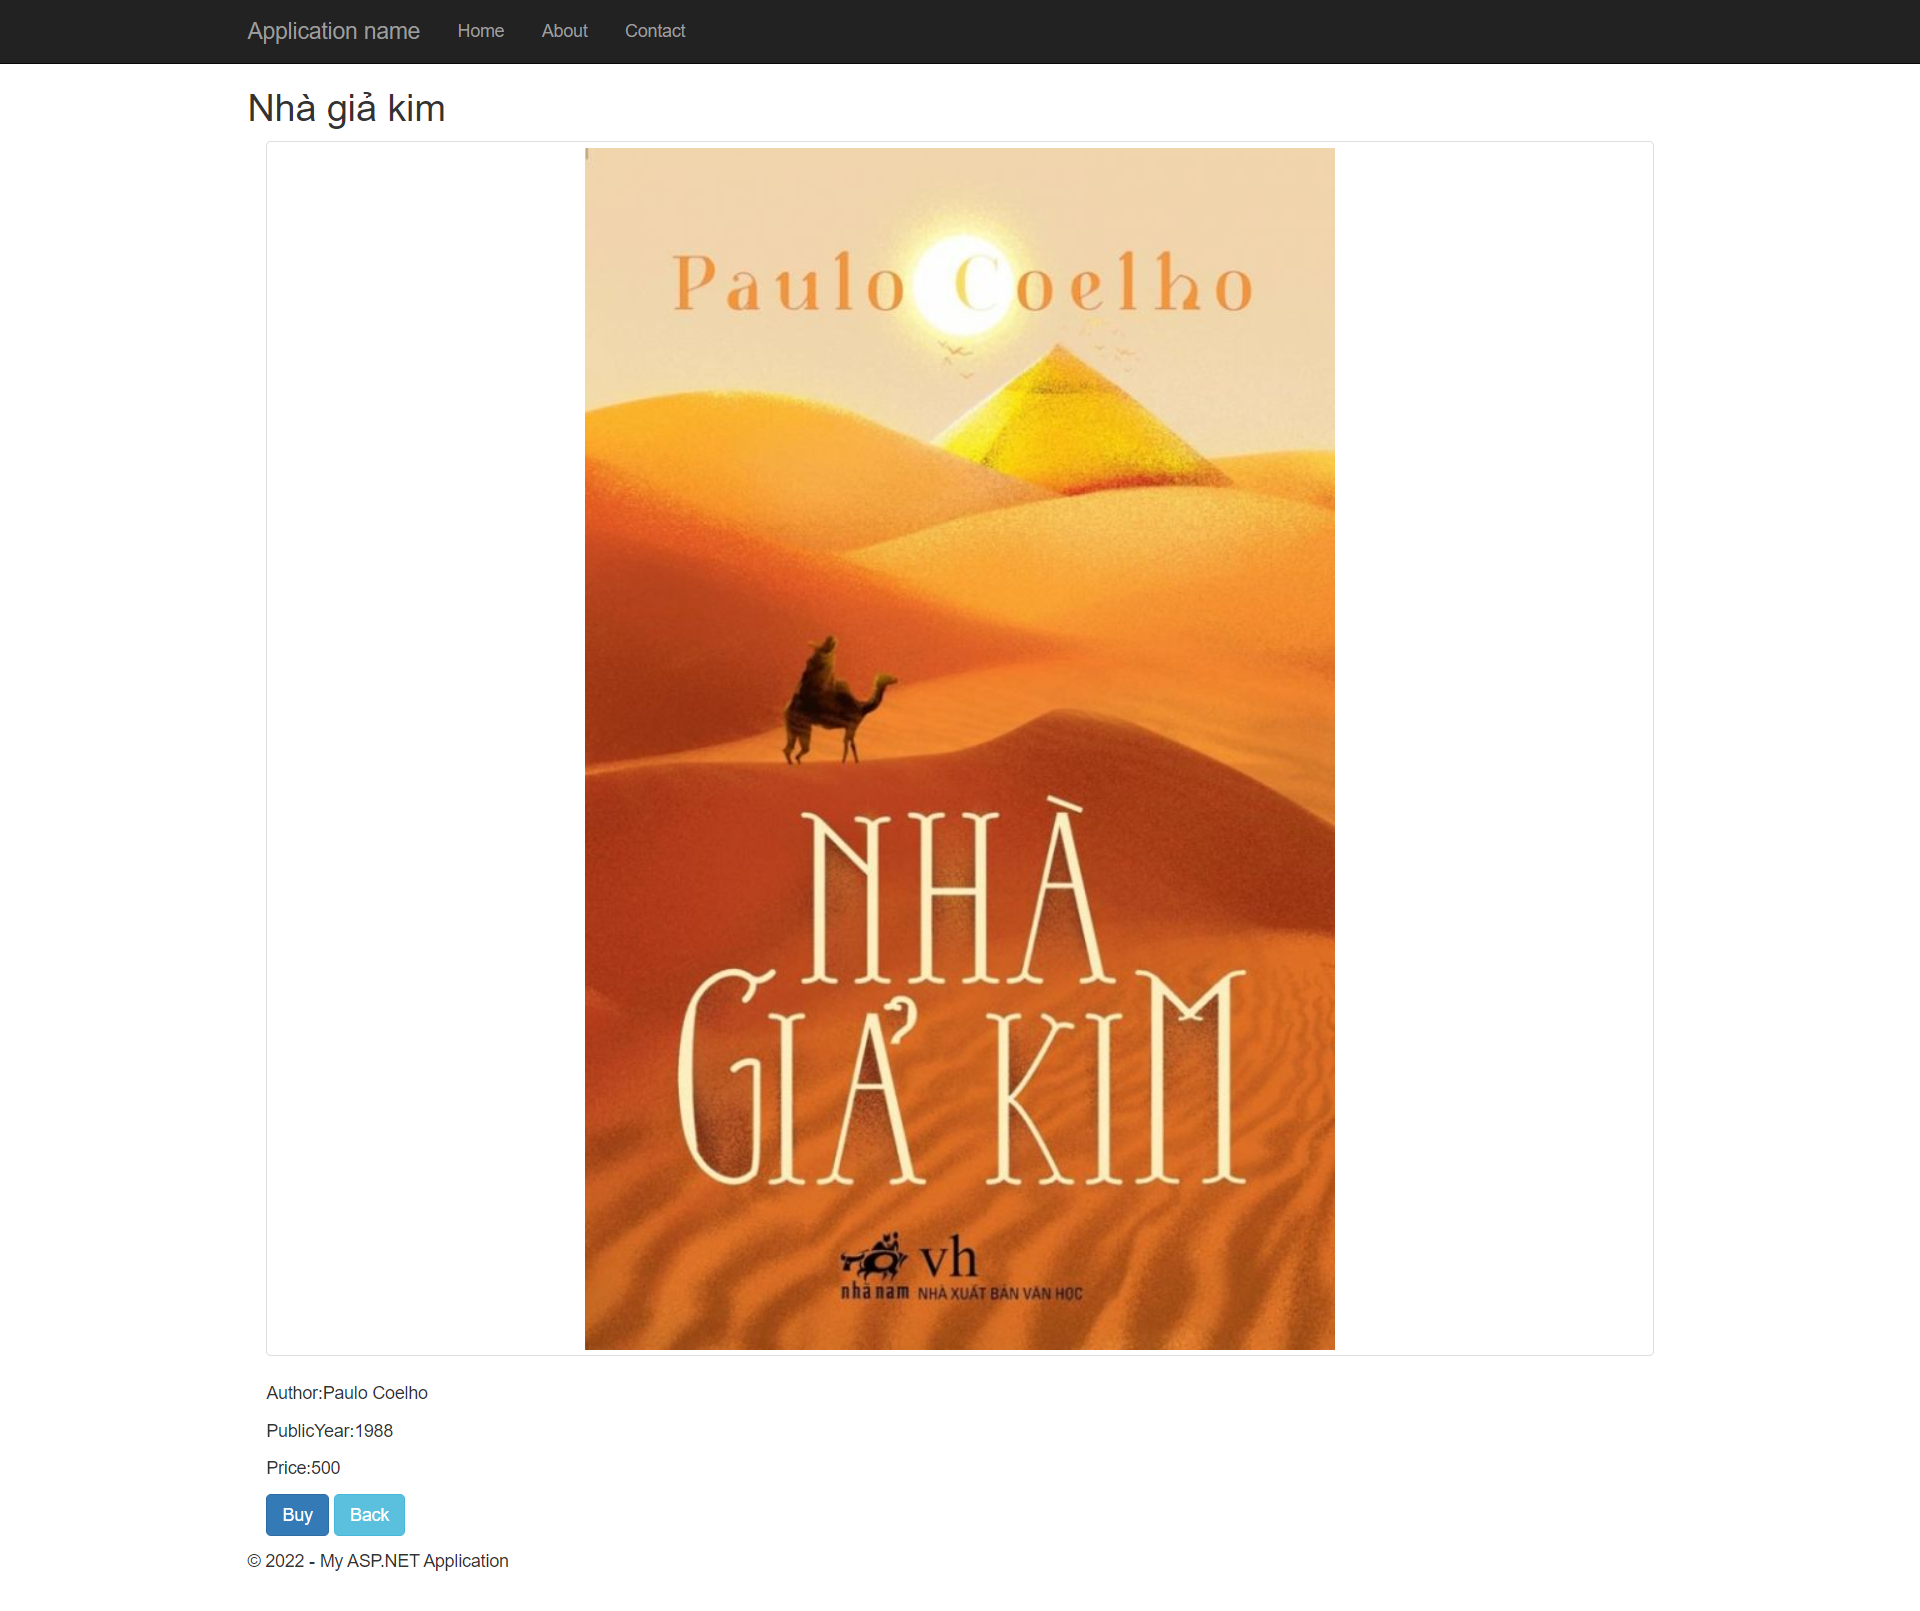 Application name Home About Contact
Nhà giả kim
Paulo Coelho
NHÀ
GIẢ KIM
vh
nhã nam NHÀ XUẤT BẢN VĂN HỌC
Author:Paulo Coelho
PublicYear:1988
Price:500
Buy Back
© 2022 - My ASP.NET Application